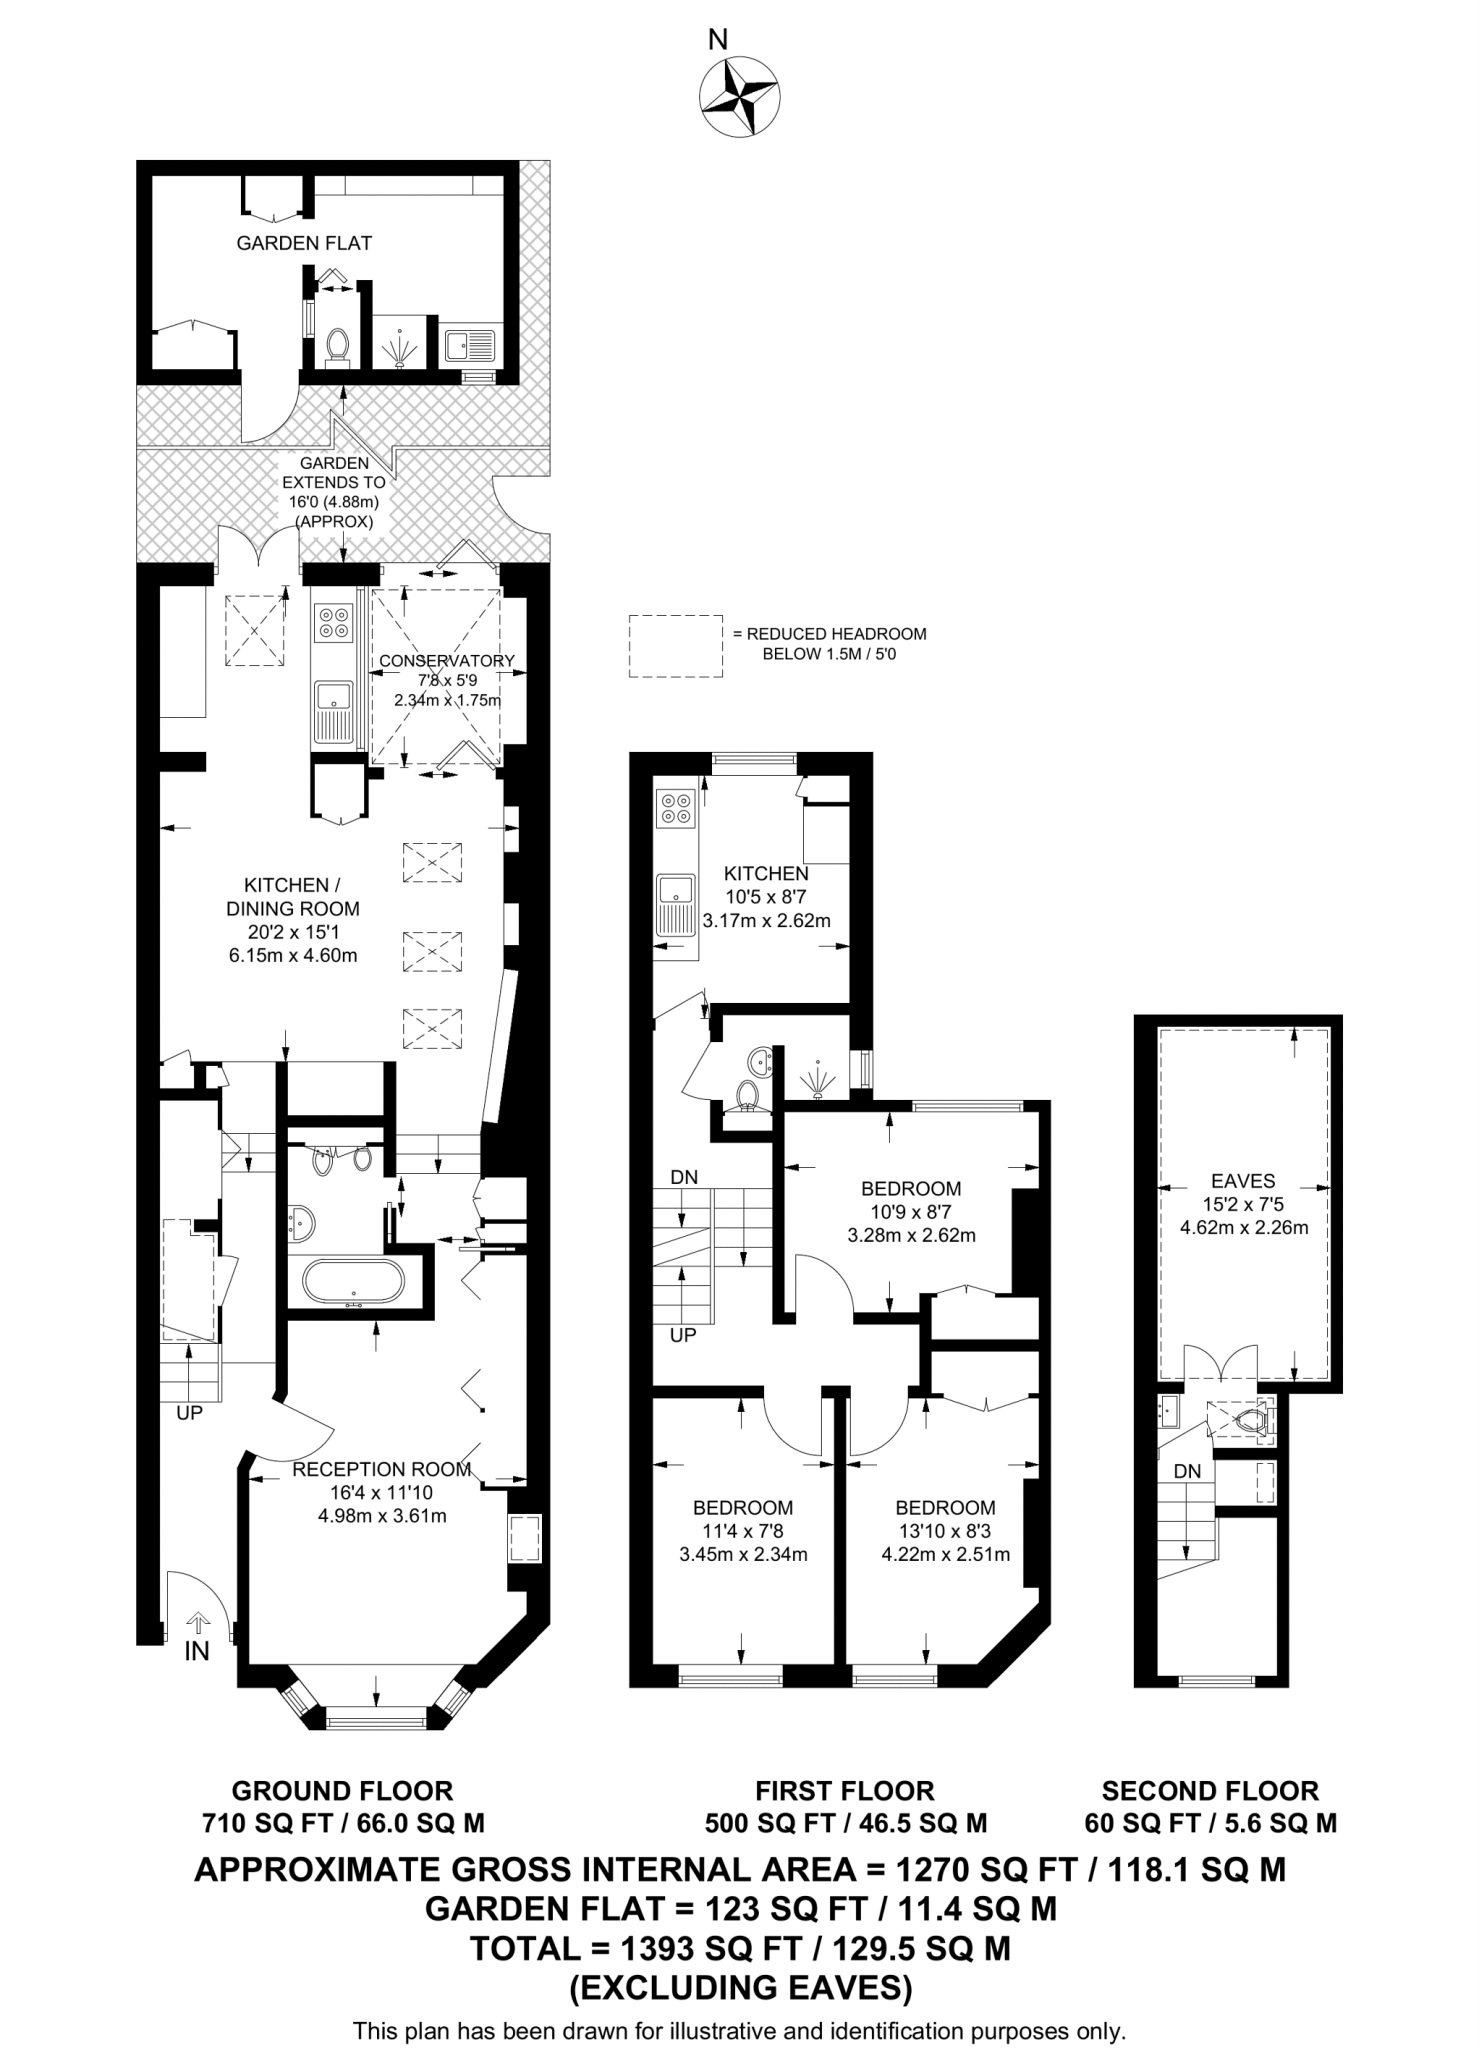 N
GARDEN FLAT
GARDEN
EXTENDS TO
16'0 (4.88m)
(APPROX)
CONSERVATORY
7'8 x 5'9
2.34m x 1.75m
= REDUCED HEADROOM
BELOW 1.5M / 5'0
KITCHEN /
DINING ROOM
20'2 x 15'1
6.15m x 4.60m
UP
RECEPTION ROOM
16'4 x 11'10
4.98m x 3.61m
IN
KITCHEN
10'5 x 8'7
3.17m x 2.62m
DN
UP
BEDROOM
10'9 x 8'7
3.28m x 2.62m
BEDROOM
11'4 x 7'8
3.45m x 2.34m
BEDROOM
13'10 x 8'3
4.22m x 2.51m
EAVES
15'2 x 7'5
4.62m x 2.26m
DN
GROUND FLOOR
710 SQ FT / 66.0 SQ M
FIRST FLOOR
500 SQ FT / 46.5 SQ M
SECOND FLOOR
60 SQ FT / 5.6 SQ M
APPROXIMATE GROSS INTERNAL AREA = 1270 SQ FT / 118.1 SQ M
GARDEN FLAT = 123 SQ FT / 11.4 SQ M
TOTAL = 1393 SQ FT / 129.5 SQ M
(EXCLUDING EAVES)
This plan has been drawn for illustrative and identification purposes only.